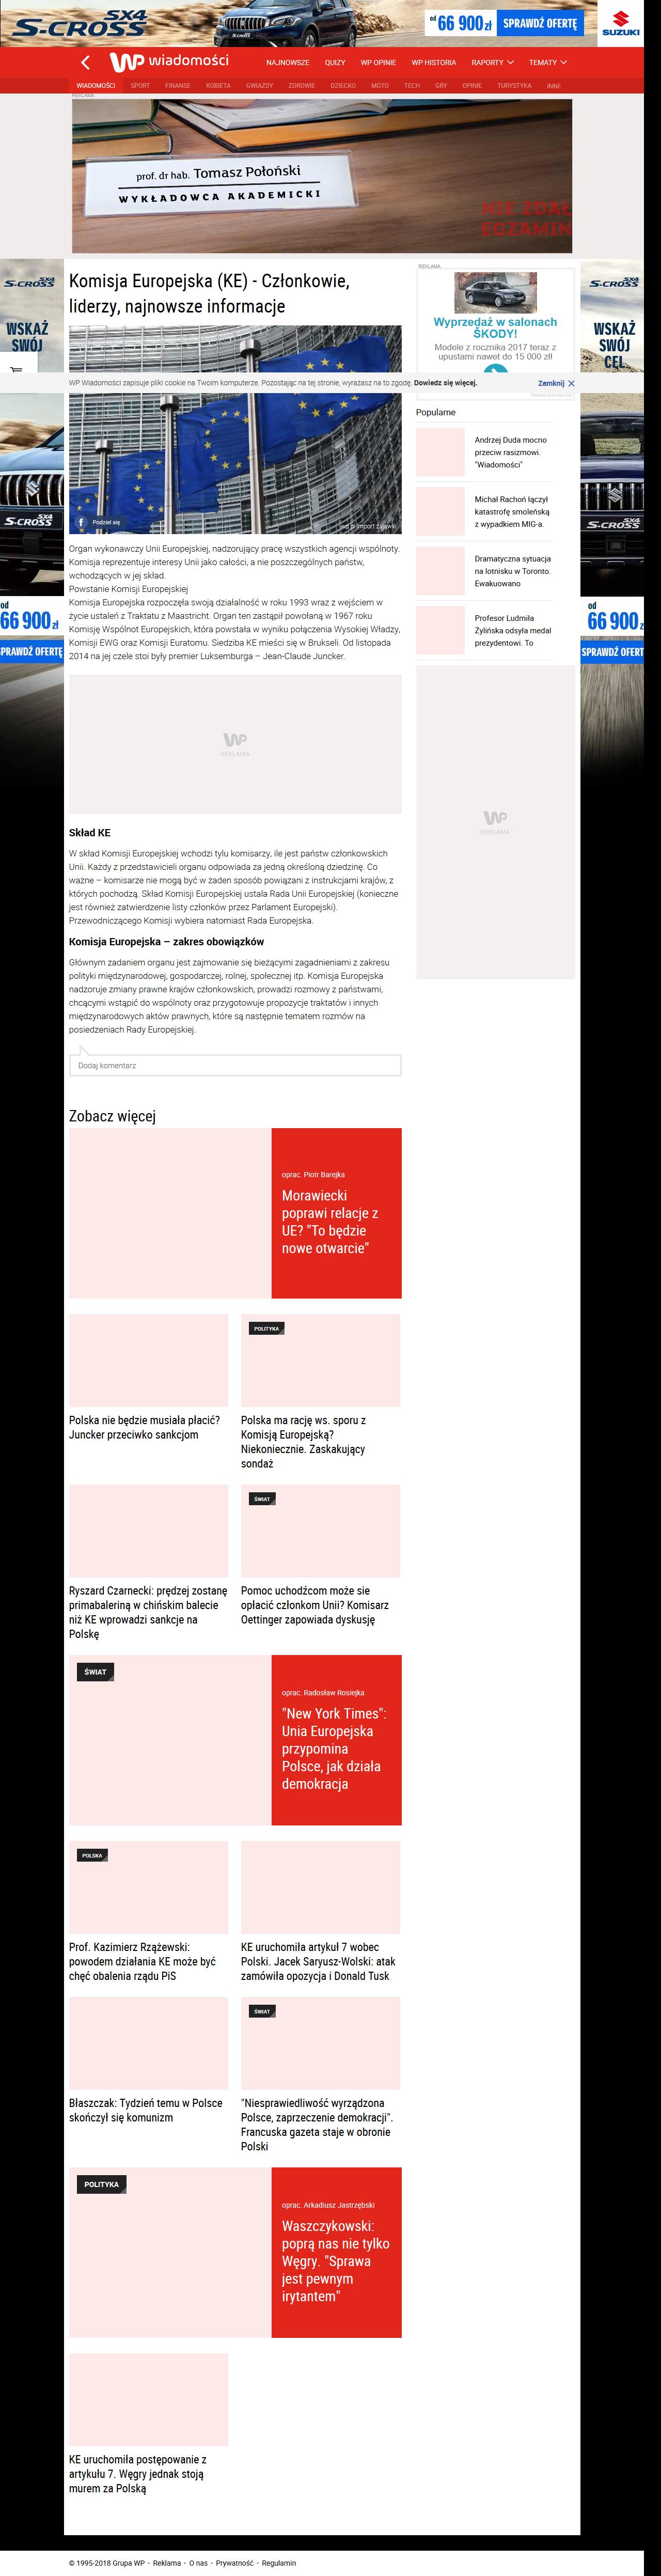 SX4
S-CROSS
od 66 900 zł
SPRAWDŹ OFERTĘ
SUZUKI
WP wiadomości
NAJNOWSZE QUIZY WP OPINIE WP HISTORIA RAPORTY TEMATY
WIADOMOŚCI SPORT FINANSE KOBIETA GWIAZDY ZDROWIE DZIECKO MOTO TECH GRY OPINIE TURYSTYKA INNE
REKLAMA
prof. dr hab. Tomasz Połoński
WYKŁADOWCA AKADEMICKI
NIE ZDAŁ
EGZAMIN
SX4
S-CROSS
WSKAŻ
SWÓJ
S-CROSS
od
66 900 zł
SPRAWDŹ OFERTĘ
Komisja Europejska (KE) - Członkowie,
liderzy, najnowsze informacje
WP Wiadomości zapisuje pliki cookie na Twoim komputerze. Pozostając na tej stronie, wyrażasz na to zgodę. Dowiedz się więcej. Zamknij
Podziel się
wp.pl import zajawki
Organ wykonawczy Unii Europejskiej, nadzorujący pracę wszystkich agencji wspólnoty.
Komisja reprezentuje interesy Unii jako całości, a nie poszczególnych państw,
wchodzących w jej skład.
Powstanie Komisji Europejskiej
Komisja Europejska rozpoczęła swoją działalność w roku 1993 wraz z wejściem w
życie ustaleń z Traktatu z Maastricht. Organ ten zastąpił powołaną w 1967 roku
Komisję Wspólnot Europejskich, która powstała w wyniku połączenia Wysokiej Władzy,
Komisji EWG oraz Komisji Euratomu. Siedziba KE mieści się w Brukseli. Od listopada
2014 na jej czele stoi były premier Luksemburga – Jean-Claude Juncker.
WP
REKLAMA
Skład KE
W skład Komisji Europejskiej wchodzi tylu komisarzy, ile jest państw członkowskich
Unii. Każdy z przedstawicieli organu odpowiada za jedną określoną dziedzinę. Co
ważne – komisarze nie mogą być w żaden sposób powiązani z instrukcjami krajów, z
których pochodzą. Skład Komisji Europejskiej ustala Rada Unii Europejskiej (konieczne
jest również zatwierdzenie listy członków przez Parlament Europejski).
Przewodniczącego Komisji wybiera natomiast Rada Europejska.
Komisja Europejska – zakres obowiązków
Głównym zadaniem organu jest zajmowanie się bieżącymi zagadnieniami z zakresu
polityki międzynarodowej, gospodarczej, rolnej, społecznej itp. Komisja Europejska
nadzoruje zmiany prawne krajów członkowskich, prowadzi rozmowy z państwami,
chcącymi wstąpić do wspólnoty oraz przygotowuje propozycje traktatów i innych
międzynarodowych aktów prawnych, które są następnie tematem rozmów na
posiedzeniach Rady Europejskiej.
Dodaj komentarz
REKLAMA
Wyprzedaż w salonach
ŠKODY!
Modele z rocznika 2017 teraz z
upustami nawet do 15 000 zł
Popularne
Andrzej Duda mocno
przeciw rasizmowi.
"Wiadomości"
Michał Rachoń łączył
katastrofę smoleńską
z wypadkiem MIG-a.
Dramatyczna sytuacja
na lotnisku w Toronto.
Ewakuowano
Profesor Ludmiła
Żylińska odsyła medal
prezydentowi. To
WP
REKLAMA
SX4
S-CROSS
WSKAŻ
SWÓJ
CEL
S-CROSS
od
66 900 z
SPRAWDŹ OFERT
Zobacz więcej
oprac. Piotr Barejka
Morawiecki
poprawi relacje z
UE? "To będzie
nowe otwarcie"
Polska nie będzie musiała płacić?
Juncker przeciwko sankcjom
POLITYKA
Polska ma rację ws. sporu z
Komisją Europejską?
Niekoniecznie. Zaskakujący
sondaż
Ryszard Czarnecki: prędzej zostanę
primabaleriną w chińskim balecie
niż KE wprowadzi sankcje na
Polskę
ŚWIAT
Pomoc uchodźcom może sie
opłacić członkom Unii? Komisarz
Oettinger zapowiada dyskusję
ŚWIAT
oprac. Radosław Rosiejka
"New York Times":
Unia Europejska
przypomina
Polsce, jak działa
demokracja
POLSKA
Prof. Kazimierz Rzążewski:
powodem działania KE może być
chęć obalenia rządu PiS
KE uruchomiła artykuł 7 wobec
Polski. Jacek Saryusz-Wolski: atak
zamówiła opozycja i Donald Tusk
Błaszczak: Tydzień temu w Polsce
skończył się komunizm
ŚWIAT
"Niesprawiedliwość wyrządzona
Polsce, zaprzeczenie demokracji".
Francuska gazeta staje w obronie
Polski
POLITYKA
oprac. Arkadiusz Jastrzębski
Waszczykowski:
poprą nas nie tylko
Węgry. "Sprawa
jest pewnym
irytantem"
KE uruchomiła postępowanie z
artykułu 7. Węgry jednak stoją
murem za Polską
© 1995-2018 Grupa WP • Reklama • O nas • Prywatność • Regulamin